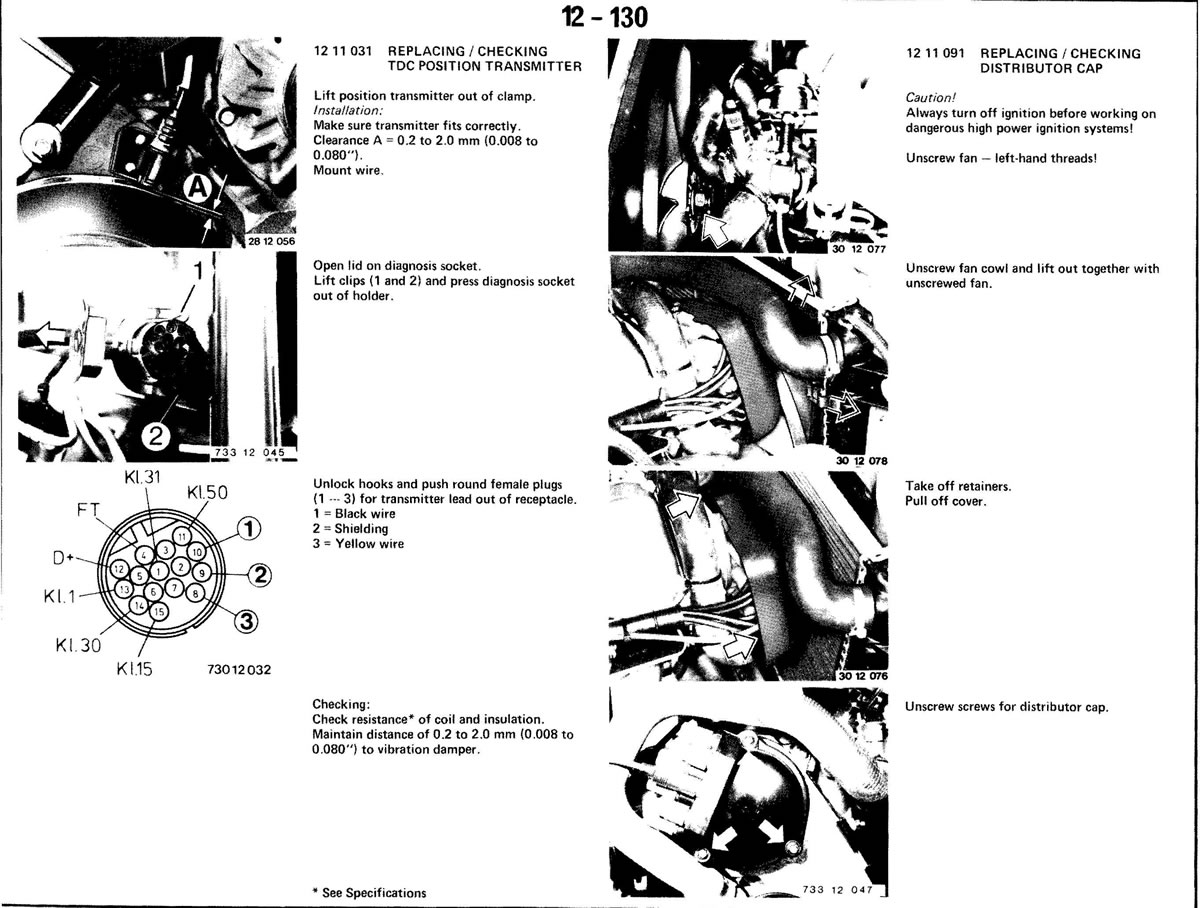 12 - 130
12 11 031 REPLACING / CHECKING
TDC POSITION TRANSMITTER
Lift position transmitter out of clamp.
Installation:
Make sure transmitter fits correctly.
Clearance A = 0.2 to 2.0 mm (0.008 to
0.080").
Mount wire.
A
28 12 056
Open lid on diagnosis socket.
Lift clips (1 and 2) and press diagnosis socket
out of holder.
1
2
733 12 045
Unlock hooks and push round female plugs
(1 --- 3) for transmitter lead out of receptacle.
1 = Black wire
2 = Shielding
3 = Yellow wire
Kl.31
Kl.50
FT
1
D+
2
Kl.1
3
Kl.30
Kl.15
11
4
3
10
12
5
1
2
9
13
6
7
8
14
15
730 12 032
Checking:
Check resistance* of coil and insulation.
Maintain distance of 0.2 to 2.0 mm (0.008 to
0.080") to vibration damper.
* See Specifications
12 11 091 REPLACING / CHECKING
DISTRIBUTOR CAP
Caution!
Always turn off ignition before working on
dangerous high power ignition systems!
Unscrew fan — left-hand threads!
30 12 077
Unscrew fan cowl and lift out together with
unscrewed fan.
30 12 078
Take off retainers.
Pull off cover.
30 12 076
Unscrew screws for distributor cap.
733 12 047